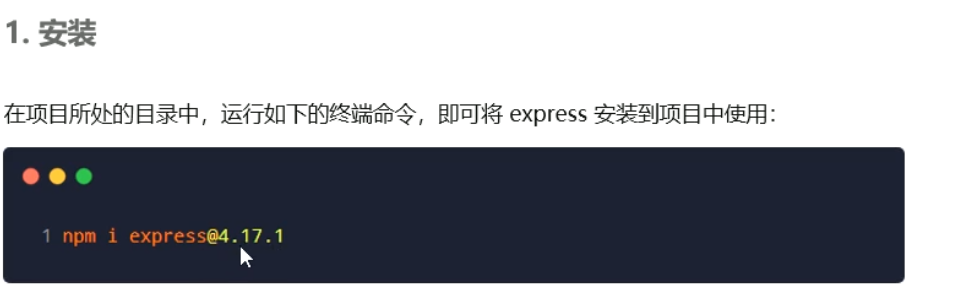 1. 安装
在项目所处的目录中，运行如下的终端命令，即可将 express 安装到项目中使用：
1 npm i express@4.17.1